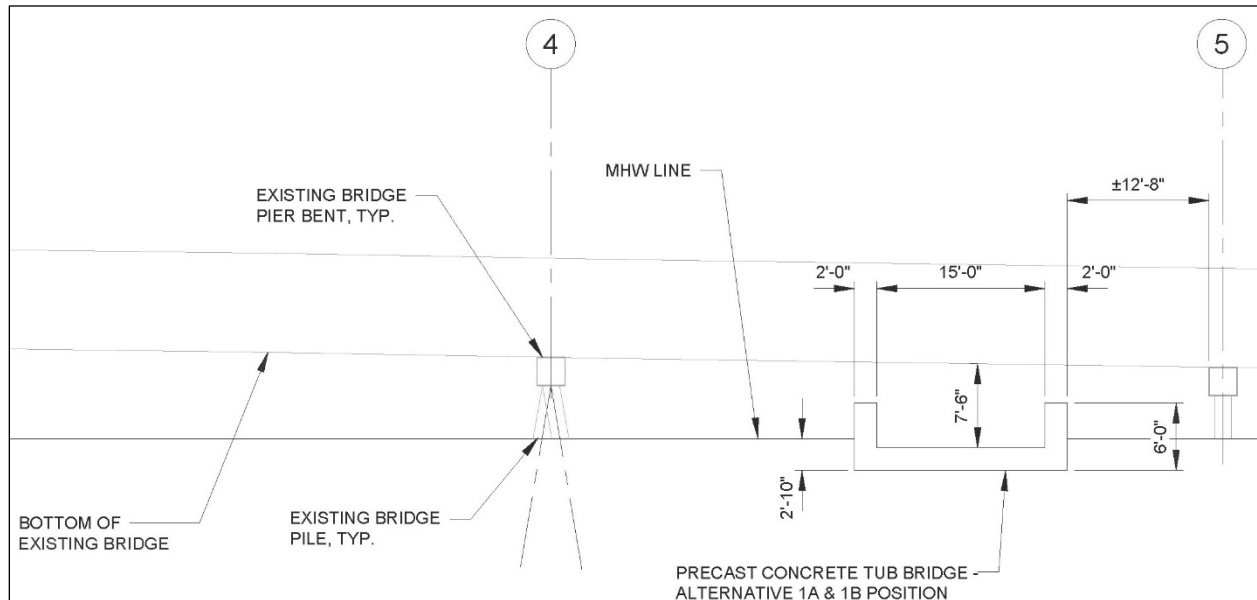 4
5
MHW LINE
±12'-8"
EXISTING BRIDGE
PIER BENT, TYP.
2'-0"
15'-0"
2'-0"
7'-6"
6'-0"
2'-10"
BOTTOM OF
EXISTING BRIDGE
EXISTING BRIDGE
PILE, TYP.
PRECAST CONCRETE TUB BRIDGE -
ALTERNATIVE 1A & 1B POSITION